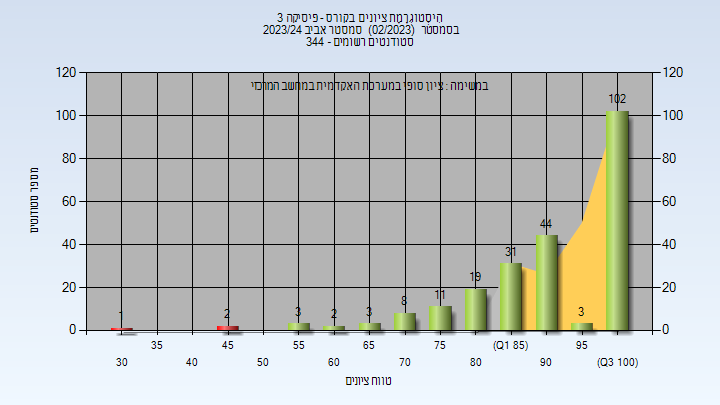 היסטוגרמת ציונים בקורס - פיסיקה 3
בסמסטר (02/2023) סמסטר אביב 2023/24
סטודנטים רשומים - 344
במשימה : ציון סופי במערכת האקדמית במחשב המרכזי
120 120
100 100
80 80
60 60
40 40
20 20
0 0
מספר סטודנטים
1 2 3 2 3 8 11 19 31 44 3 102
35 45 55 65 75 (Q1 85) 95
30 40 50 60 70 80 90 (Q3 100)
טווח ציונים